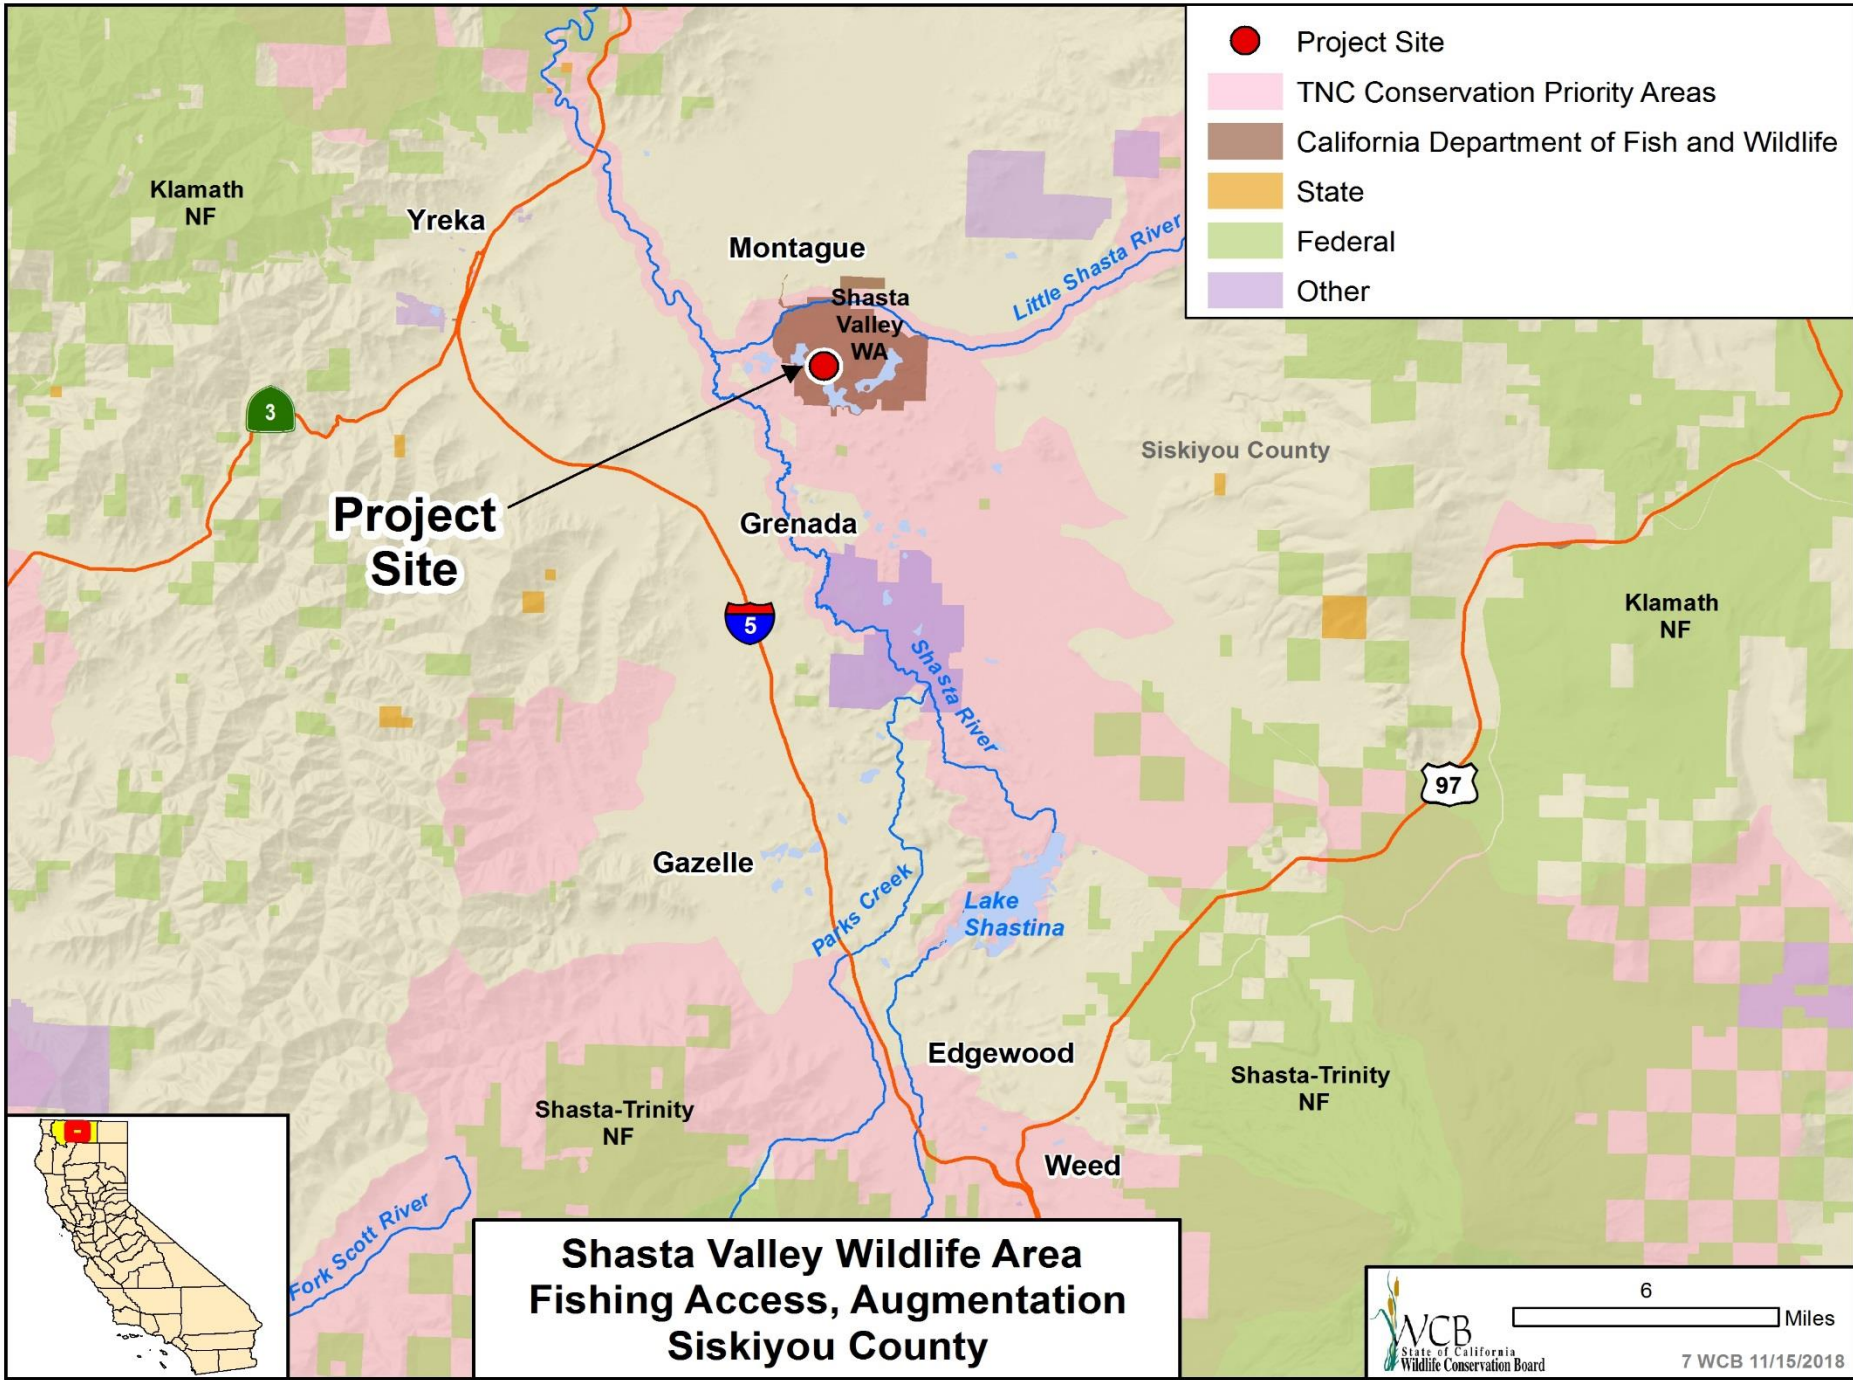 Project Site
TNC Conservation Priority Areas
California Department of Fish and Wildlife
State
Federal
Other
Klamath
NF
Yreka
Montague
Little Shasta River
Shasta
Valley
WA
3
Siskiyou County
Project
Site
Grenada
5
Klamath
NF
Shasta River
97
Gazelle
Parks Creek
Lake
Shastina
Edgewood
Shasta-Trinity
NF
Shasta-Trinity
NF
Weed
Fork Scott River
Shasta Valley Wildlife Area
Fishing Access, Augmentation
Siskiyou County
6
Miles
WCB
State of California
Wildlife Conservation Board
7 WCB 11/15/2018